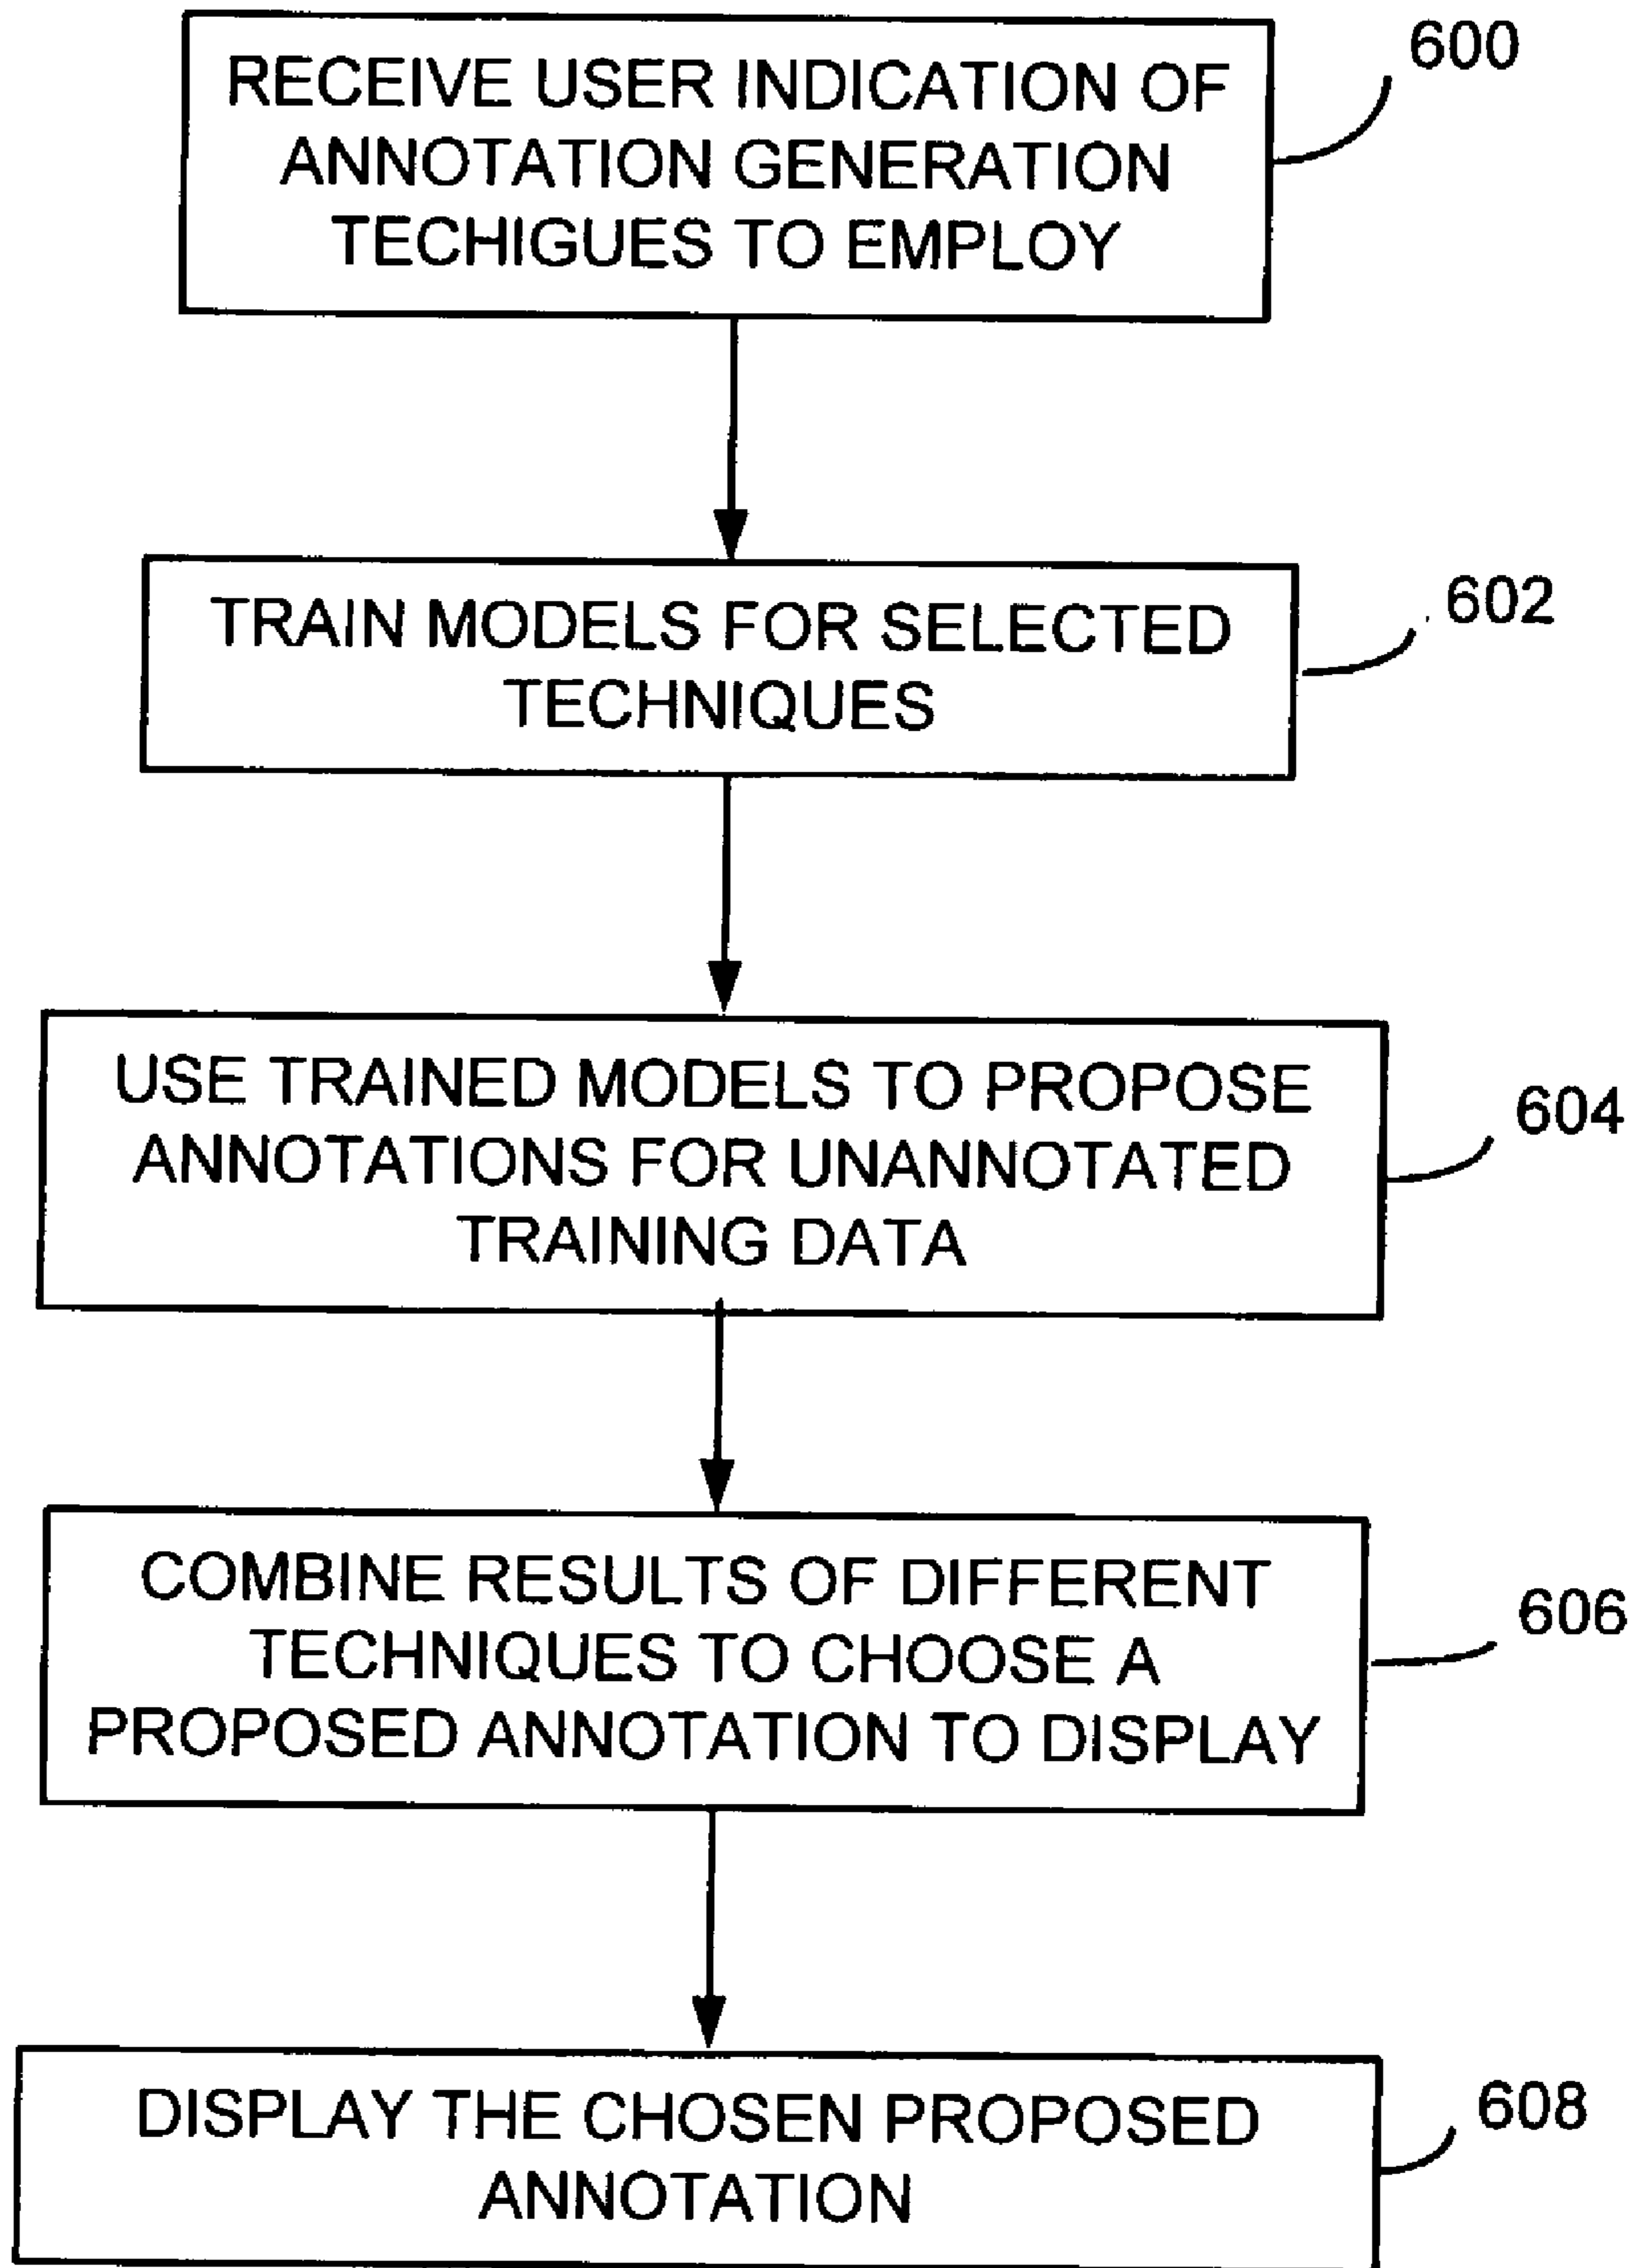 RECEIVE USER INDICATION OF
ANNOTATION GENERATION
TECHIGUES TO EMPLOY
600
TRAIN MODELS FOR SELECTED
TECHNIQUES
602
USE TRAINED MODELS TO PROPOSE
ANNOTATIONS FOR UNANNOTATED
TRAINING DATA
604
COMBINE RESULTS OF DIFFERENT
TECHNIQUES TO CHOOSE A
PROPOSED ANNOTATION TO DISPLAY
606
DISPLAY THE CHOSEN PROPOSED
ANNOTATION
608